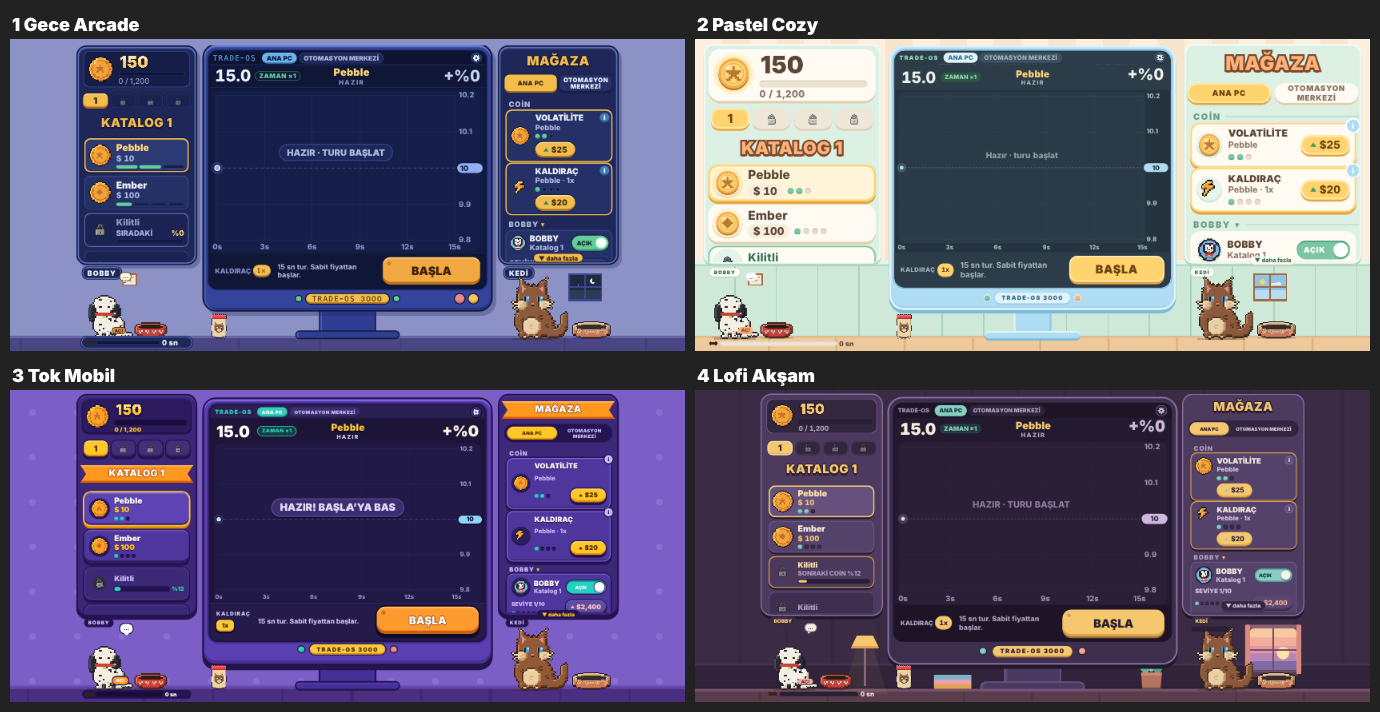 1 Gece Arcade
150
0 / 1,200
1
KATALOG 1
Pebble
$ 10
Ember
$ 100
Kilitli
SIRADAKİ %0
BOBBY
AÇ!
0 sn
TRADE-OS ANA PC OTOMASYON MERKEZİ
15.0 ZAMAN ×1 Pebble +%0
HAZIR
10.2
10.1
HAZIR · TURU BAŞLAT
10
9.9
9.8
0s 3s 6s 9s 12s 15s
KALDIRAÇ 1x 15 sn tur. Sabit fiyattan başlar.
BAŞLA
TRADE-OS 3000
MAĞAZA
ANA PC OTOMASYON MERKEZİ
COİN
VOLATİLİTE
Pebble
$25
KALDIRAÇ
Pebble · 1x
$20
BOBBY
BOBBY
Katalog 1
AÇIK
daha fazla
KEDİ
2 Pastel Cozy
150
0 / 1,200
1
KATALOG 1
Pebble
$ 10
Ember
$ 100
Kilitli
BOBBY
AÇ!
0 sn
TRADE-OS ANA PC OTOMASYON MERKEZİ
15.0 ZAMAN ×1 Pebble +%0
HAZIR
10.2
10.1
Hazır · turu başlat
10
9.9
9.8
0s 3s 6s 9s 12s 15s
KALDIRAÇ 1x 15 sn tur. Sabit fiyattan
başlar.
BAŞLA
TRADE-OS 3000
MAĞAZA
ANA PC OTOMASYON
MERKEZİ
COİN
VOLATİLİTE
Pebble
$25
KALDIRAÇ
Pebble · 1x
$20
BOBBY
BOBBY
Katalog 1
AÇIK
daha fazla
KEDİ
3 Tok Mobil
150
0 / 1,200
1
KATALOG 1
Pebble
$ 10
Ember
$ 100
Kilitli
%12
BOBBY
AÇ!
0 sn
TRADE-OS ANA PC OTOMASYON MERKEZİ
15.0 ZAMAN ×1 Pebble +%0
HAZIR
10.2
10.1
HAZIR! BAŞLA'YA BAS
10
9.9
9.8
0s 3s 6s 9s 12s 15s
KALDIRAÇ
1x
15 sn tur. Sabit fiyattan başlar.
BAŞLA
TRADE-OS 3000
MAĞAZA
ANA PC OTOMASYON
MERKEZİ
COİN
VOLATİLİTE
Pebble
$25
KALDIRAÇ
Pebble · 1x
$20
BOBBY
BOBBY
Katalog 1
AÇIK
SEVİYE 1/10
$2,400
daha fazla
KEDİ
4 Lofi Akşam
150
0 / 1,200
1
KATALOG 1
Pebble
$ 10
Ember
$ 100
Kilitli
SONRAKİ COİN %12
Kilitli
BOBBY
0 sn
TRADE-OS ANA PC OTOMASYON MERKEZİ
15.0 ZAMAN ×1 Pebble +%0
HAZIR
10.2
10.1
HAZIR · TURU BAŞLAT
10
9.9
9.8
0s 3s 6s 9s 12s 15s
KALDIRAÇ 1x 15 sn tur. Sabit fiyattan
başlar.
BAŞLA
TRADE-OS 3000
MAĞAZA
ANA PC OTOMASYON MERKEZİ
COİN
VOLATİLİTE
Pebble
$25
KALDIRAÇ
Pebble · 1x
$20
BOBBY
BOBBY
Katalog 1
AÇIK
SEVİYE 1/10
daha fazla
KEDİ